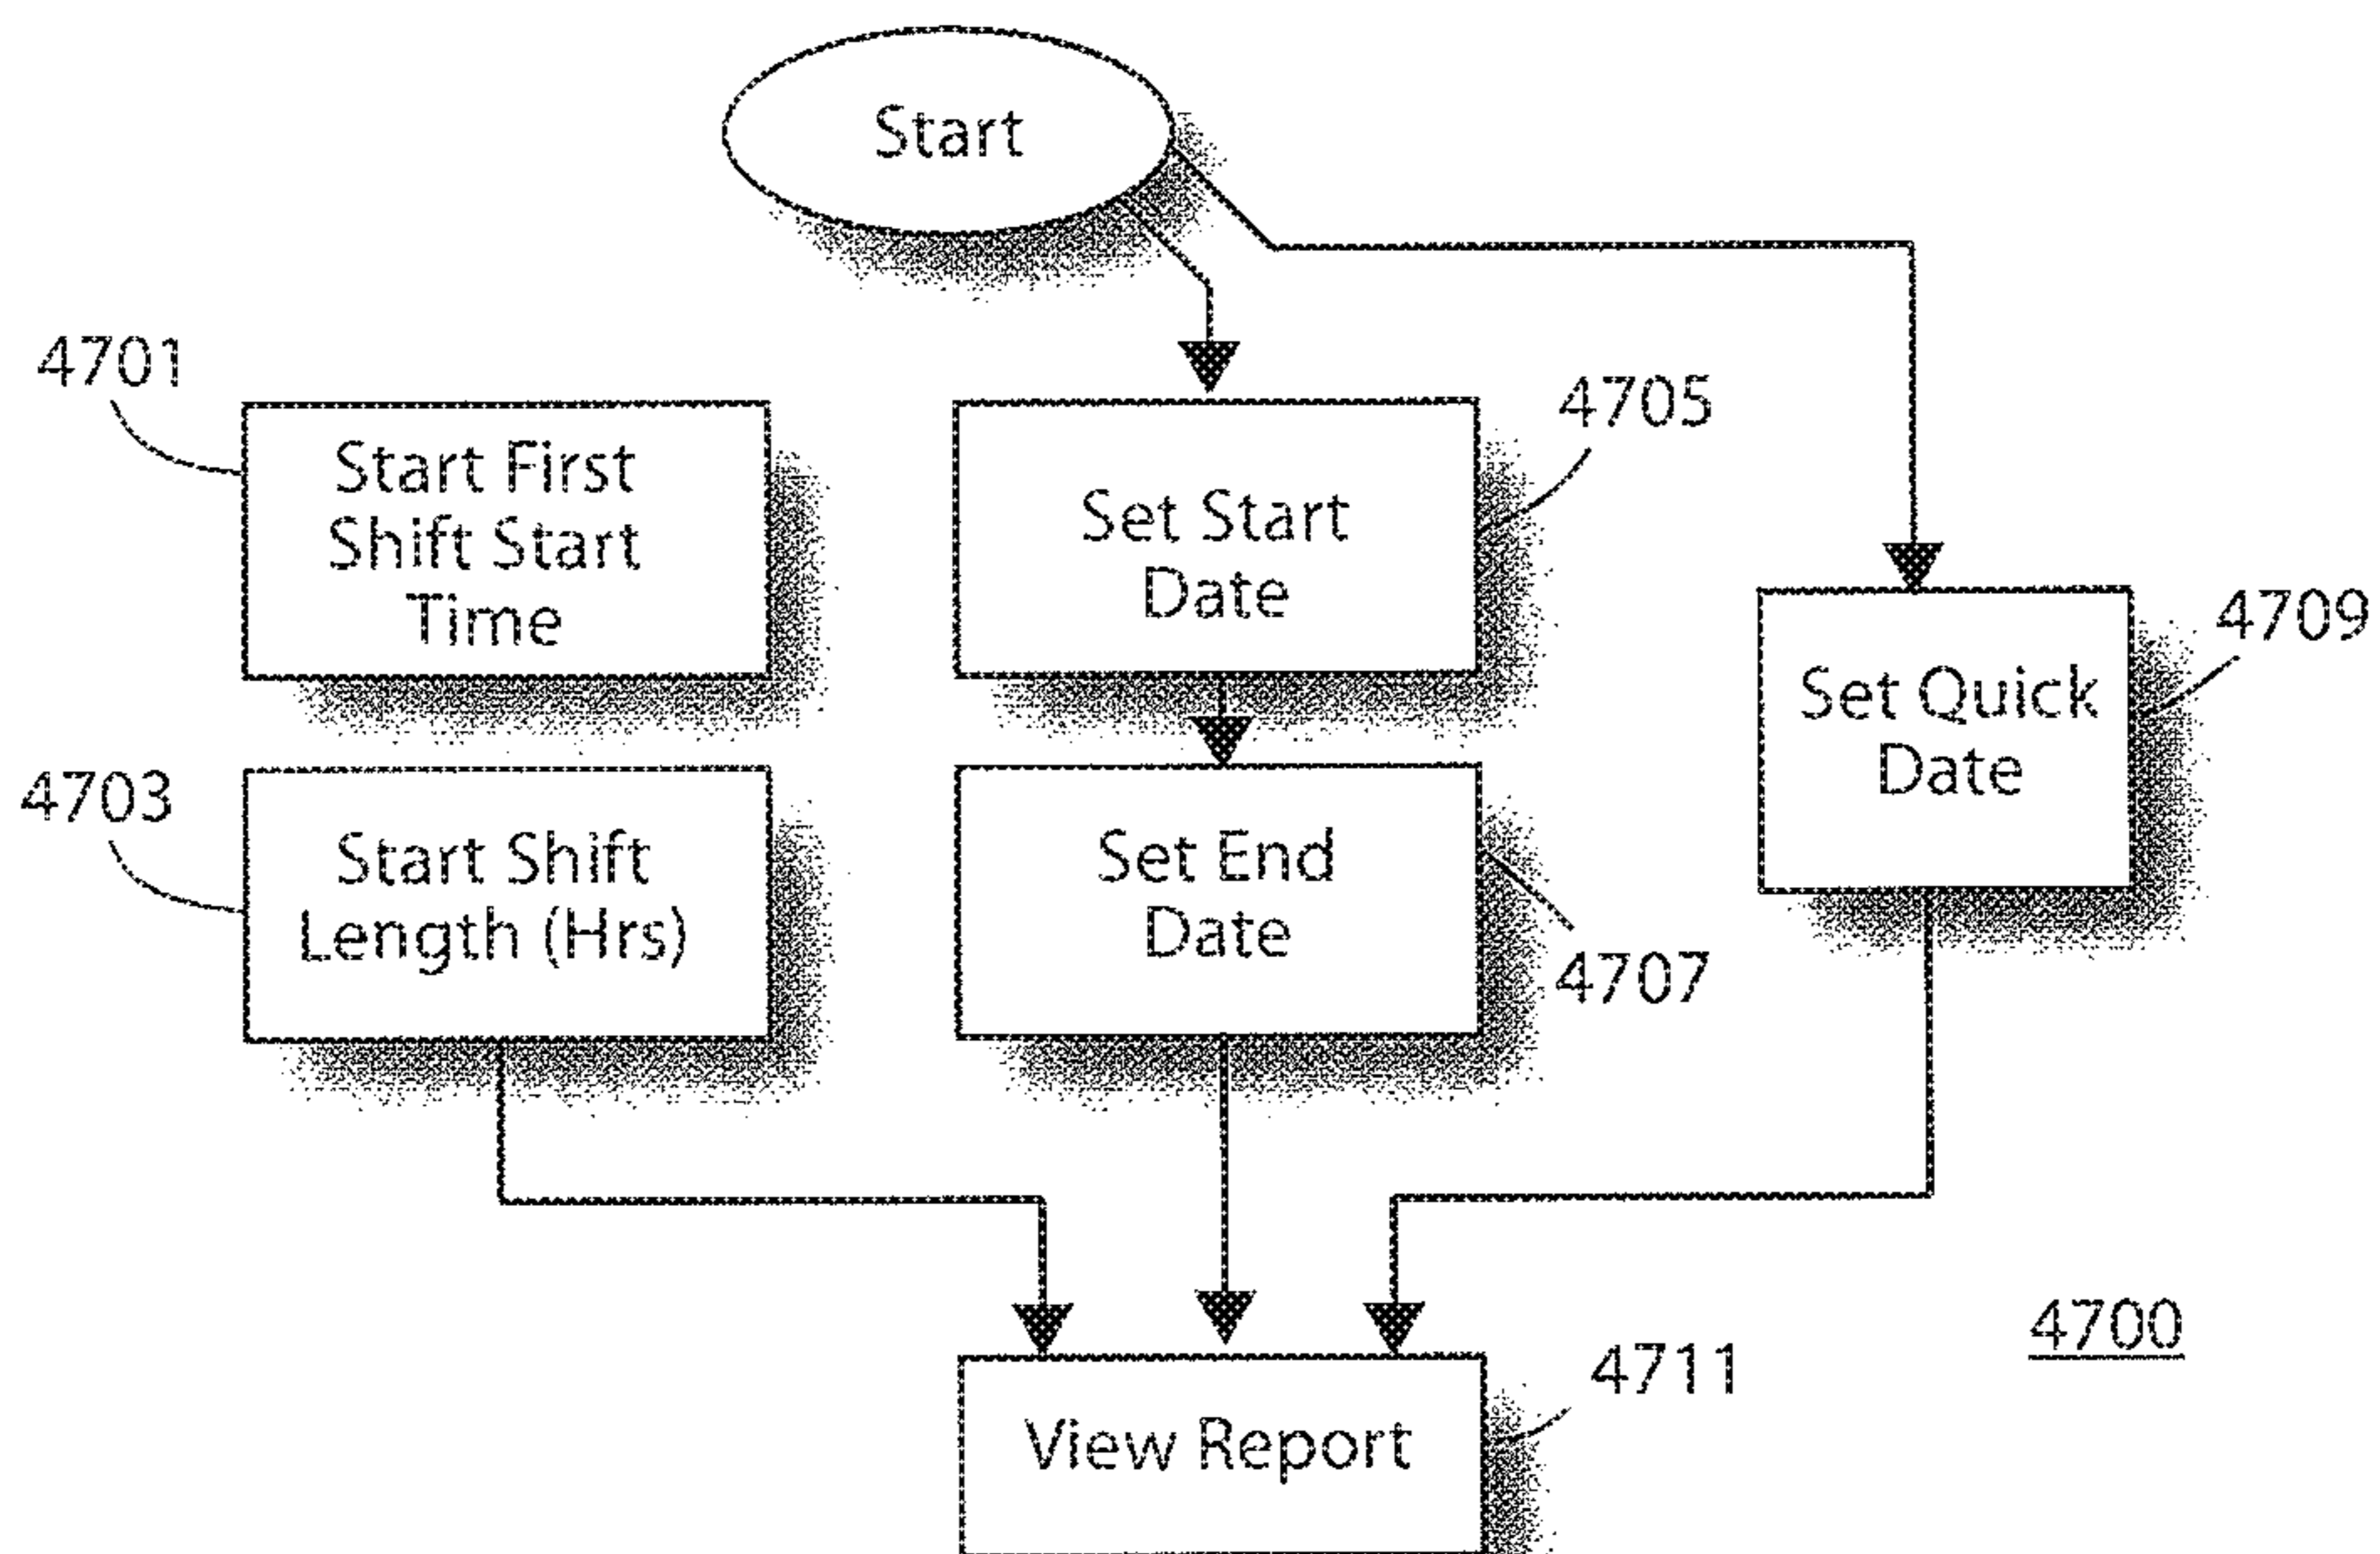 Start
4701
Start First
Shift Start
Time
Set Start
Date
4705
Set Quick
Date
4709
4703
Start Shift
Length (Hrs)
Set End
Date
4707
4700
View Report
4711